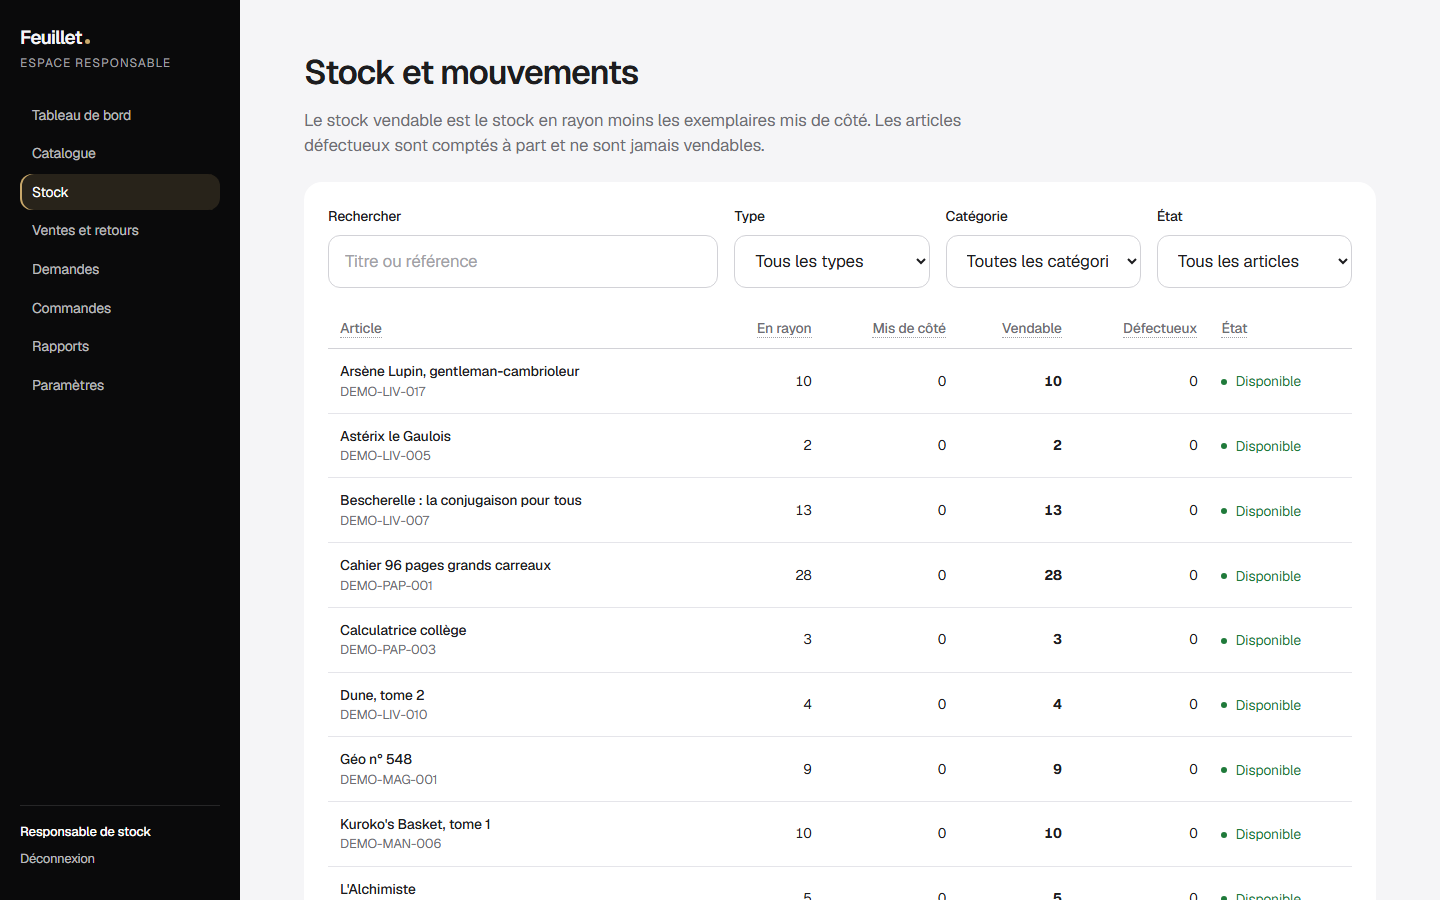 Feuillet.
ESPACE RESPONSABLE
Tableau de bord
Catalogue
Stock
Ventes et retours
Demandes
Commandes
Rapports
Paramètres
Responsable de stock
Déconnexion
Stock et mouvements
Le stock vendable est le stock en rayon moins les exemplaires mis de côté. Les articles
défectueux sont comptés à part et ne sont jamais vendables.
Rechercher Type Catégorie État
Titre ou référence Tous les types Toutes les catégori Tous les articles
Article En rayon Mis de côté Vendable Défectueux État
Arsène Lupin, gentleman-cambrioleur
DEMO-LIV-017
10 0 10 0 Disponible
Astérix le Gaulois
DEMO-LIV-005
2 0 2 0 Disponible
Bescherelle : la conjugaison pour tous
DEMO-LIV-007
13 0 13 0 Disponible
Cahier 96 pages grands carreaux
DEMO-PAP-001
28 0 28 0 Disponible
Calculatrice collège
DEMO-PAP-003
3 0 3 0 Disponible
Dune, tome 2
DEMO-LIV-010
4 0 4 0 Disponible
Géo n° 548
DEMO-MAG-001
9 0 9 0 Disponible
Kuroko's Basket, tome 1
DEMO-MAN-006
10 0 10 0 Disponible
L'Alchimiste
5 0 5 0 Disponible